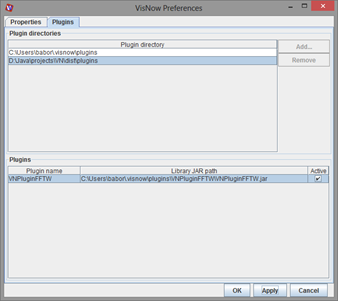 VisNow Preferences
Properties Plugins
Plugin directories
Plugin directory
C:\Users\babor\.visnow\plugins
D:\Java\projects\VN\dist\plugins
Add...
Remove
Plugins
Plugin name Library JAR path Active
VNPluginFFTW C:\Users\babor\.visnow\plugins\VNPluginFFTW\VNPluginFFTW.jar
OK Apply Cancel